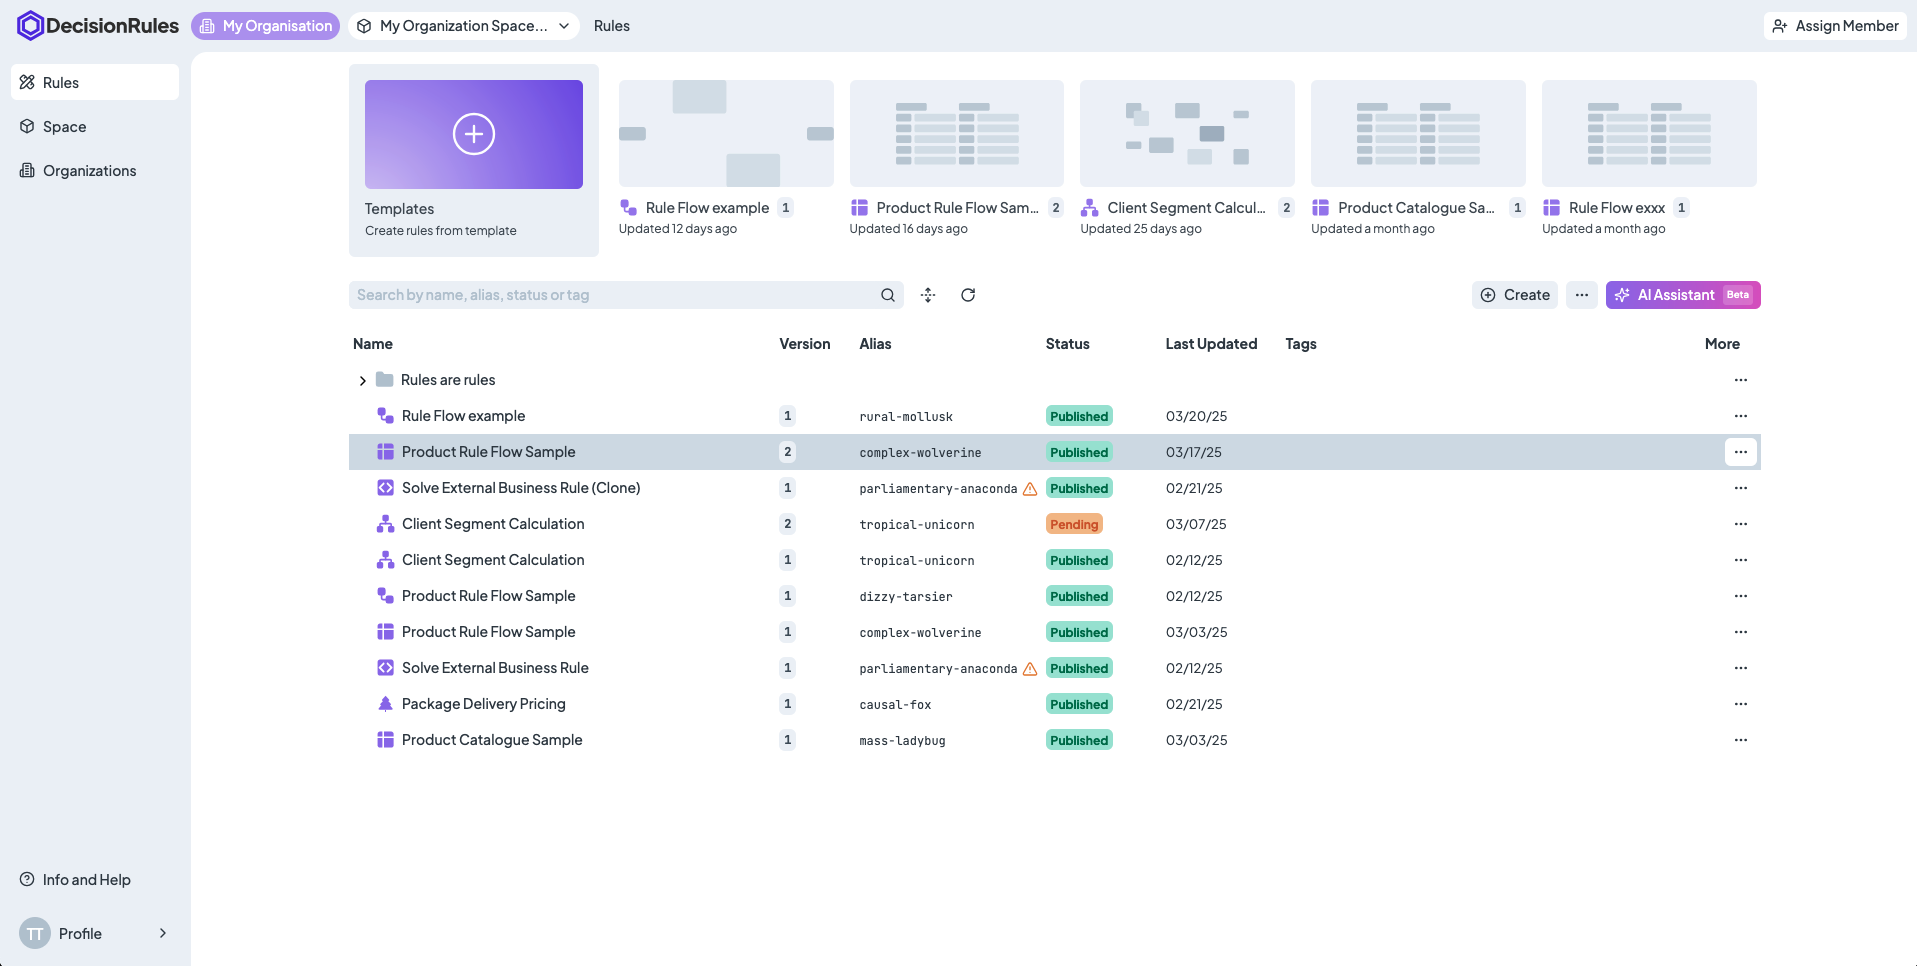 DecisionRules
My Organisation
My Organization Space...
Rules
Assign Member
Rules
Space
Organizations
Info and Help
TT
Profile
Templates
Create rules from template
Rule Flow example 1
Updated 12 days ago
Product Rule Flow Sam... 2
Updated 16 days ago
Client Segment Calcul... 2
Updated 25 days ago
Product Catalogue Sa... 1
Updated a month ago
Rule Flow exxx 1
Updated a month ago
Search by name, alias, status or tag
Create
AI Assistant Beta
Name Version Alias Status Last Updated Tags More
Rules are rules
Rule Flow example 1 rural-mollusk Published 03/20/25
Product Rule Flow Sample 2 complex-wolverine Published 03/17/25
Solve External Business Rule (Clone) 1 parliamentary-anaconda Published 02/21/25
Client Segment Calculation 2 tropical-unicorn Pending 03/07/25
Client Segment Calculation 1 tropical-unicorn Published 02/12/25
Product Rule Flow Sample 1 dizzy-tarsier Published 02/12/25
Product Rule Flow Sample 1 complex-wolverine Published 03/03/25
Solve External Business Rule 1 parliamentary-anaconda Published 02/12/25
Package Delivery Pricing 1 causal-fox Published 02/21/25
Product Catalogue Sample 1 mass-ladybug Published 03/03/25